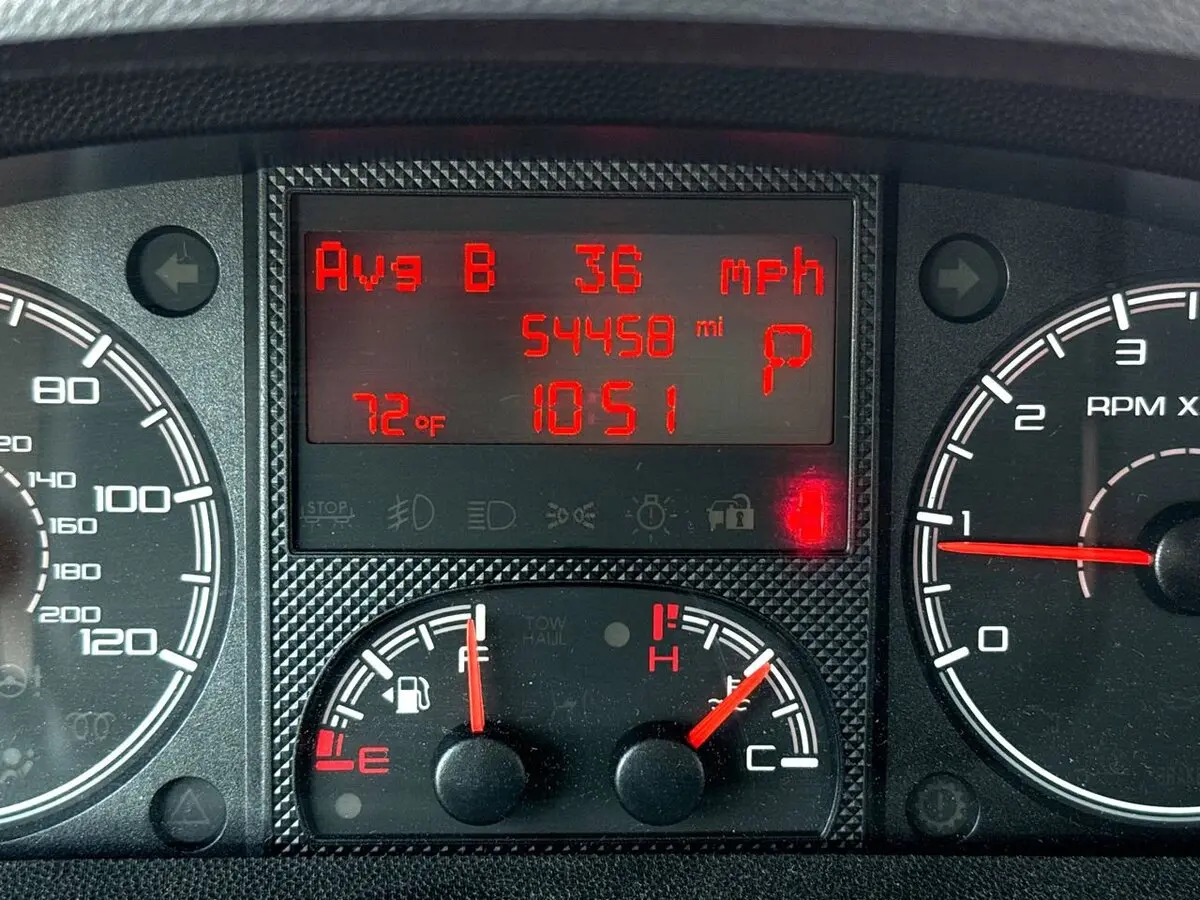 Avg B 36 mph
54458 mi
P
72°F 10:51
STOP
80
100
120
20
140
160
180
200
3
2
1
0
RPM X
TOW
HAUL
F
E
H
C